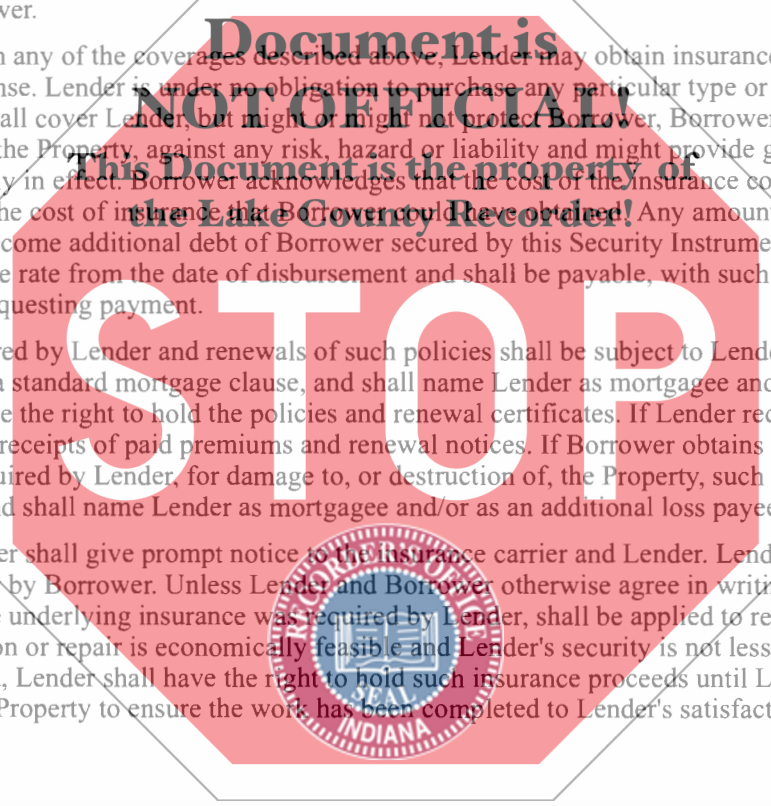 wer.
Document is
n any of the coverages described above, Lender may obtain insurance
nse. Lender is under no obligation to purchase any particular type or
NOT OFFICIAL!
all cover Lender, but might or might not protect Borrower, Borrower
he Property, against any risk, hazard or liability and might provide g
This Document is the property of
y in effect. Borrower acknowledges that the cost of the insurance co
he cost of insurance that Borrower could have obtained. Any amoun
the Lake County Recorder!
come additional debt of Borrower secured by this Security Instrume
e rate from the date of disbursement and shall be payable, with such
questing payment.
STOP
ed by Lender and renewals of such policies shall be subject to Lende
a standard mortgage clause, and shall name Lender as mortgagee and
e the right to hold the policies and renewal certificates. If Lender rec
receipts of paid premiums and renewal notices. If Borrower obtains
uired by Lender, for damage to, or destruction of, the Property, such
d shall name Lender as mortgagee and/or as an additional loss payee
er shall give prompt notice to the insurance carrier and Lender. Lend
by Borrower. Unless Lender and Borrower otherwise agree in writi
e underlying insurance was required by Lender, shall be applied to re
on or repair is economically feasible and Lender's security is not less
, Lender shall have the right to hold such insurance proceeds until L
Property to ensure the work has been completed to Lender's satisfact
RECORDER'S OFFICE
SEAL
INDIANA